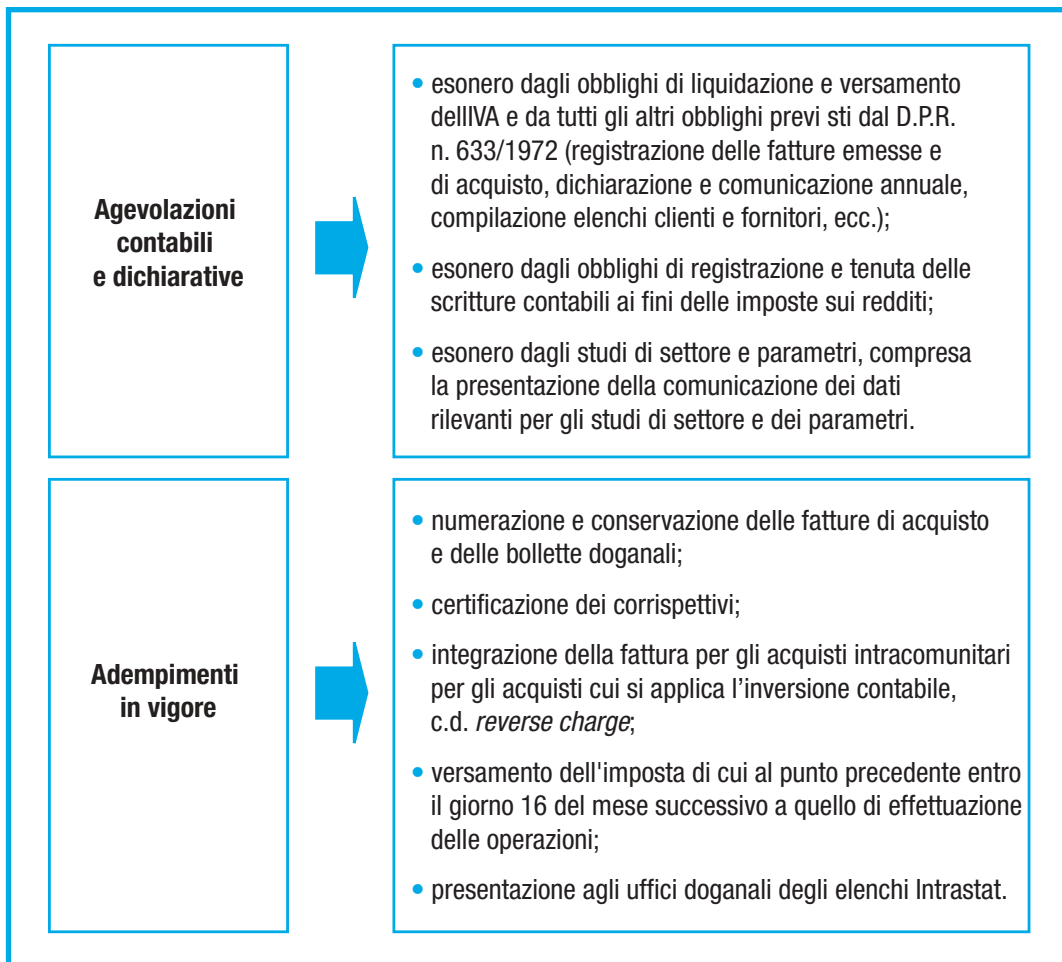 Agevolazioni
contabili
e dichiarative
• esonero dagli obblighi di liquidazione e versamento
dellIVA e da tutti gli altri obblighi previ sti dal D.P.R.
n. 633/1972 (registrazione delle fatture emesse e
di acquisto, dichiarazione e comunicazione annuale,
compilazione elenchi clienti e fornitori, ecc.);
• esonero dagli obblighi di registrazione e tenuta delle
scritture contabili ai fini delle imposte sui redditi;
• esonero dagli studi di settore e parametri, compresa
la presentazione della comunicazione dei dati
rilevanti per gli studi di settore e dei parametri.
Adempimenti
in vigore
• numerazione e conservazione delle fatture di acquisto
e delle bollette doganali;
• certificazione dei corrispettivi;
• integrazione della fattura per gli acquisti intracomunitari
per gli acquisti cui si applica l’inversione contabile,
c.d. reverse charge;
• versamento dell'imposta di cui al punto precedente entro
il giorno 16 del mese successivo a quello di effettuazione
delle operazioni;
• presentazione agli uffici doganali degli elenchi Intrastat.